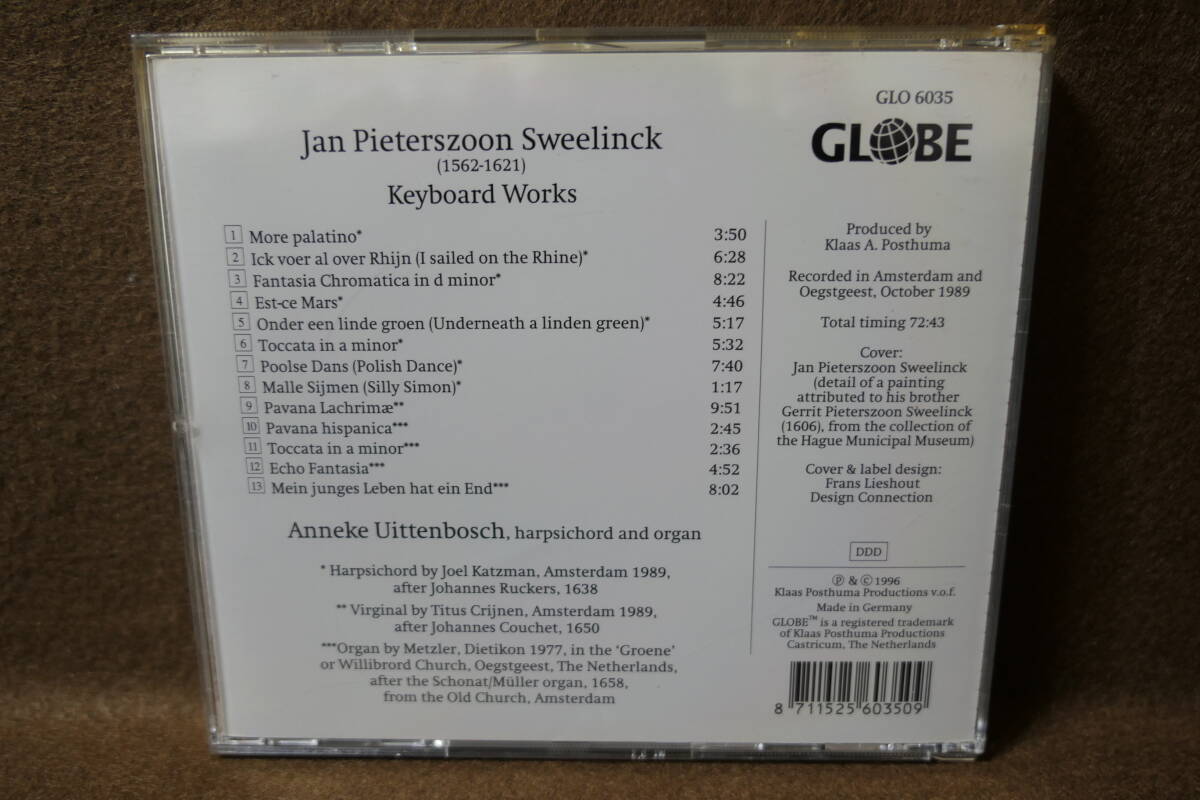 Jan Pieterszoon Sweelinck
(1562-1621)
Keyboard Works
1 More palatino* 3:50
2 Ick voer al over Rhijn (I sailed on the Rhine)* 6:28
3 Fantasia Chromatica in d minor* 8:22
4 Est-ce Mars* 4:46
5 Onder een linde groen (Underneath a linden green)* 5:17
6 Toccata in a minor* 5:32
7 Poolse Dans (Polish Dance)* 7:40
8 Malle Sijmen (Silly Simon)* 1:17
9 Pavana Lachrimæ** 9:51
10 Pavana hispanica*** 2:45
11 Toccata in a minor*** 2:36
12 Echo Fantasia*** 4:52
13 Mein junges Leben hat ein End*** 8:02
Anneke Uittenbosch, harpsichord and organ
* Harpsichord by Joel Katzman, Amsterdam 1989,
after Johannes Ruckers, 1638
** Virginal by Titus Crijnen, Amsterdam 1989,
after Johannes Couchet, 1650
***Organ by Metzler, Dietikon 1977, in the ‘Groene’
or Willibrord Church, Oegstgeest, The Netherlands,
after the Schonat/Müller organ, 1658,
from the Old Church, Amsterdam
GLO 6035
GLOBE
Produced by
Klaas A. Posthuma
Recorded in Amsterdam and
Oegstgeest, October 1989
Total timing 72:43
Cover:
Jan Pieterszoon Sweelinck
(detail of a painting
attributed to his brother
Gerrit Pieterszoon Sweelinck
(1606), from the collection of
the Hague Municipal Museum)
Cover & label design:
Frans Lieshout
Design Connection
DDD
℗ & © 1996
Klaas Posthuma Productions v.o.f.
Made in Germany
GLOBE™ is a registered trademark
of Klaas Posthuma Productions
Castricum, The Netherlands
8 711525 603509